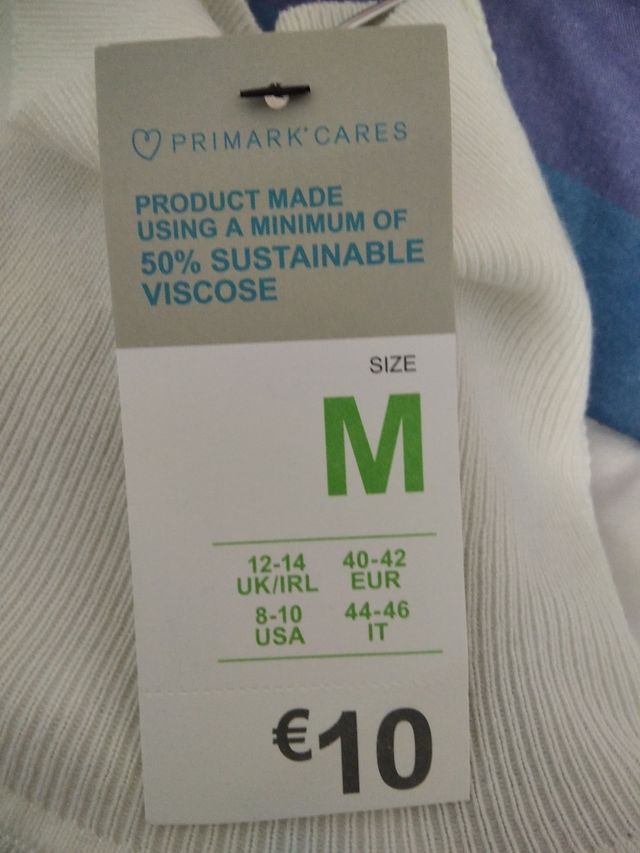 PRIMARK® CARES
PRODUCT MADE
USING A MINIMUM OF
50% SUSTAINABLE
VISCOSE
SIZE
M
12-14 40-42
UK/IRL EUR
8-10 44-46
USA IT
€10